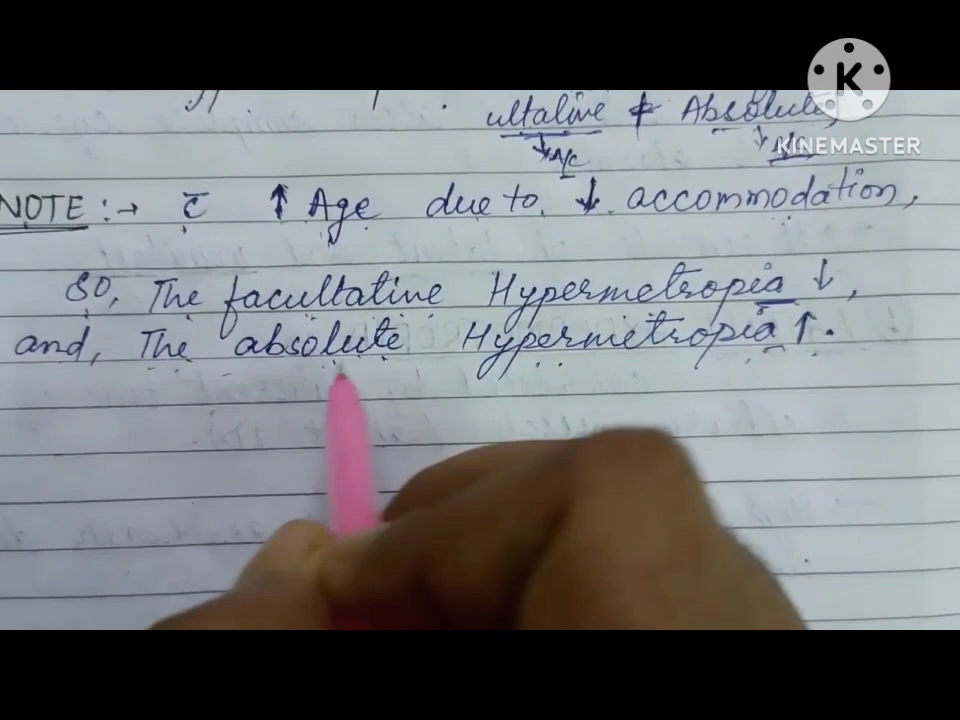 ultative & Absolute,
↓ A/C ↓
K
KINEMASTER
NOTE :→ c̄ ↑ Age due to ↓ accommodation,
SO, The facultative Hypermetropia ↓,
and, The absolute Hypermetropia ↑.